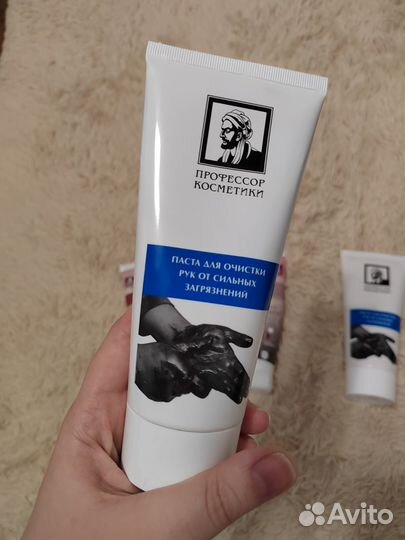 ПРОФЕССОР
КОСМЕТИКИ
ПАСТА ДЛЯ ОЧИСТКИ
РУК ОТ СИЛЬНЫХ
ЗАГРЯЗНЕНИЙ
Avito